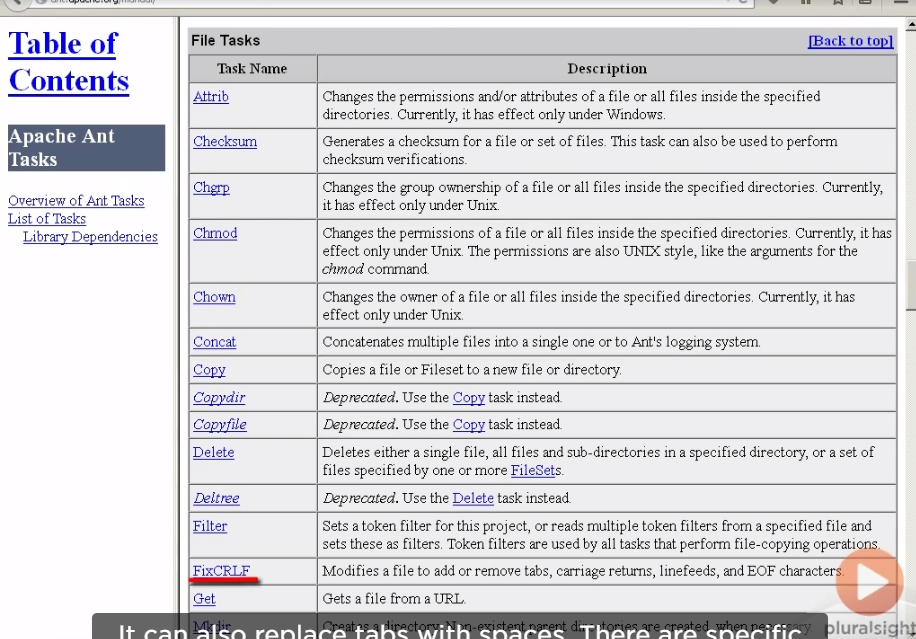 Table of
Contents
Apache Ant
Tasks
Overview of Ant Tasks
List of Tasks
Library Dependencies
File Tasks [Back to top]
Task Name Description
Attrib Changes the permissions and/or attributes of a file or all files inside the specified
directories. Currently, it has effect only under Windows.
Checksum Generates a checksum for a file or set of files. This task can also be used to perform
checksum verifications.
Chgrp Changes the group ownership of a file or all files inside the specified directories. Currently,
it has effect only under Unix.
Chmod Changes the permissions of a file or all files inside the specified directories. Currently, it has
effect only under Unix. The permissions are also UNIX style, like the arguments for the
chmod command.
Chown Changes the owner of a file or all files inside the specified directories. Currently, it has
effect only under Unix.
Concat Concatenates multiple files into a single one or to Ant's logging system.
Copy Copies a file or Fileset to a new file or directory.
Copydir Deprecated. Use the Copy task instead.
Copyfile Deprecated. Use the Copy task instead.
Delete Deletes either a single file, all files and sub-directories in a specified directory, or a set of
files specified by one or more FileSets.
Deltree Deprecated. Use the Delete task instead.
Filter Sets a token filter for this project, or reads multiple token filters from a specified file and
sets these as filters. Token filters are used by all tasks that perform file-copying operations.
FixCRLF Modifies a file to add or remove tabs, carriage returns, linefeeds, and EOF characters.
Get Gets a file from a URL.
Mkdir Creates a directory. Non-existent parent directories are created, when necessary
It can also replace tabs with spaces. There are specific
pluralsight